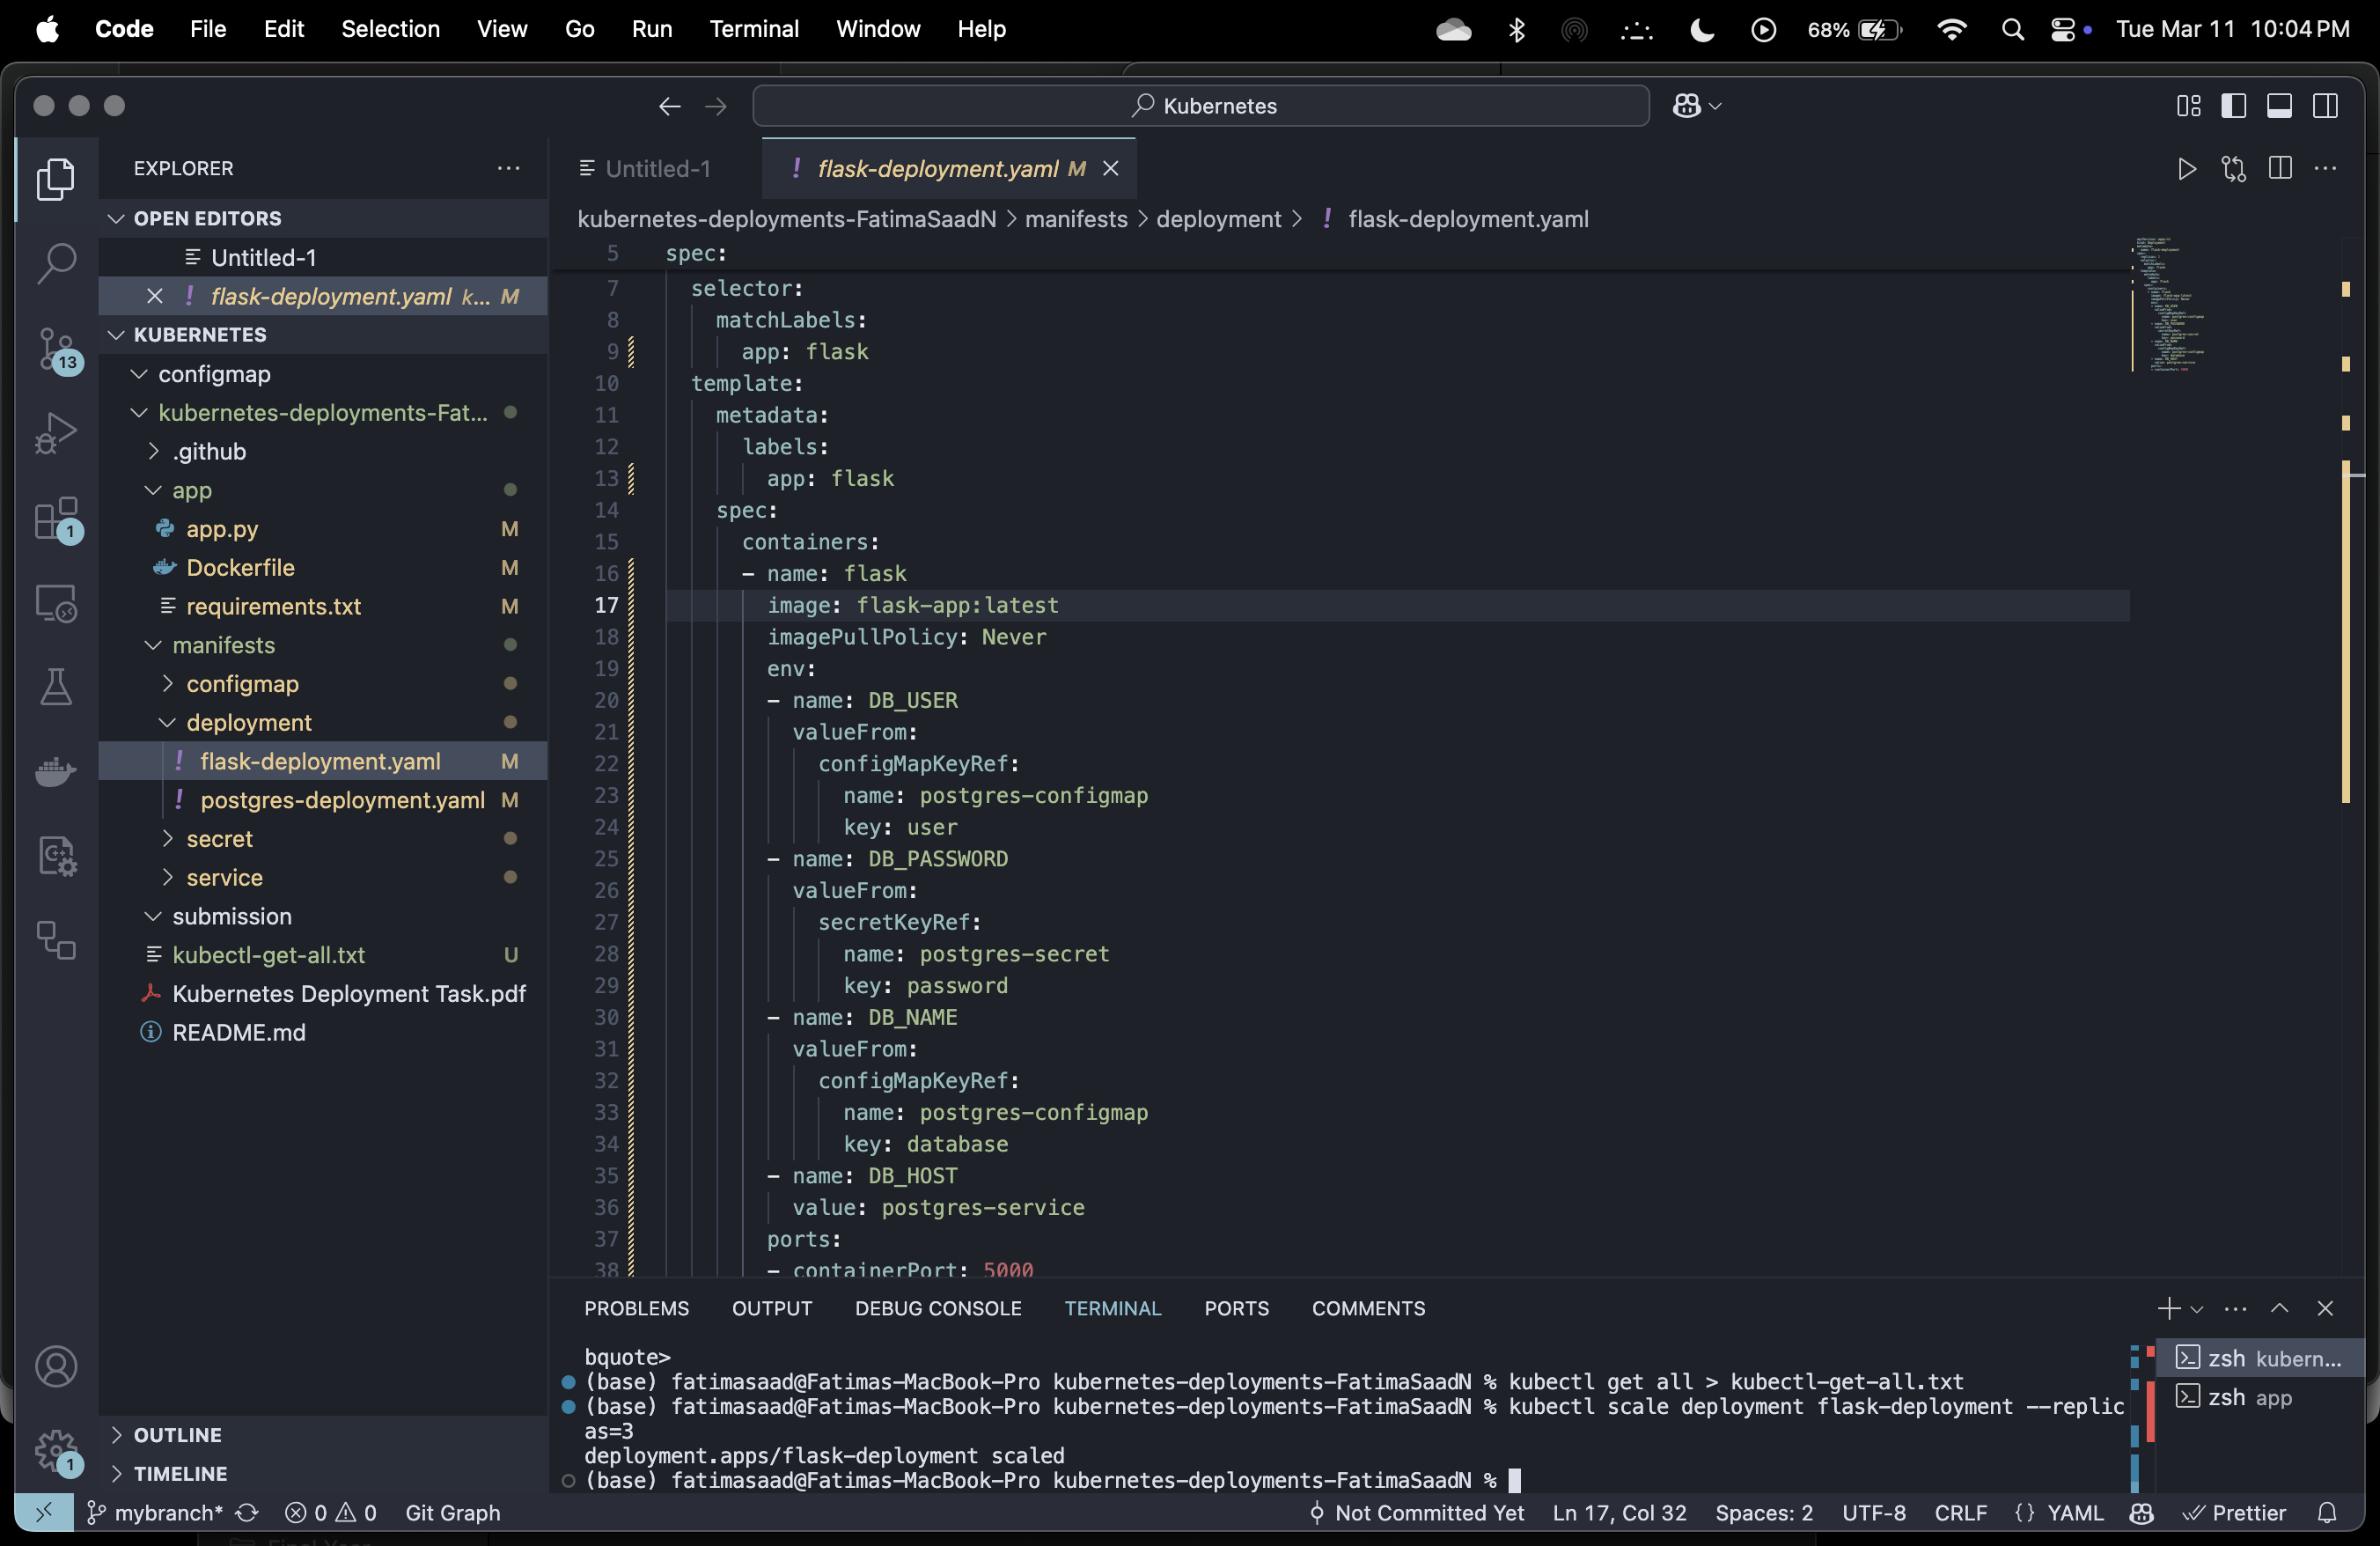 Code File Edit Selection View Go Run Terminal Window Help 68% Tue Mar 11 10:04 PM
Kubernetes
EXPLORER
OPEN EDITORS
Untitled-1
flask-deployment.yaml k... M
KUBERNETES
configmap
kubernetes-deployments-Fat...
.github
app
app.py M
Dockerfile M
requirements.txt M
manifests
configmap
deployment
flask-deployment.yaml M
postgres-deployment.yaml M
secret
service
submission
kubectl-get-all.txt U
Kubernetes Deployment Task.pdf
README.md
OUTLINE
TIMELINE
13
1
1
Untitled-1 flask-deployment.yaml M
kubernetes-deployments-FatimaSaadN > manifests > deployment > ! flask-deployment.yaml
5 spec:
7 selector:
8 matchLabels:
9 app: flask
10 template:
11 metadata:
12 labels:
13 app: flask
14 spec:
15 containers:
16 - name: flask
17 image: flask-app:latest
18 imagePullPolicy: Never
19 env:
20 - name: DB_USER
21 valueFrom:
22 configMapKeyRef:
23 name: postgres-configmap
24 key: user
25 - name: DB_PASSWORD
26 valueFrom:
27 secretKeyRef:
28 name: postgres-secret
29 key: password
30 - name: DB_NAME
31 valueFrom:
32 configMapKeyRef:
33 name: postgres-configmap
34 key: database
35 - name: DB_HOST
36 value: postgres-service
37 ports:
38 - containerPort: 5000
PROBLEMS OUTPUT DEBUG CONSOLE TERMINAL PORTS COMMENTS
bquote>
(base) fatimasaad@Fatimas-MacBook-Pro kubernetes-deployments-FatimaSaadN % kubectl get all > kubectl-get-all.txt
(base) fatimasaad@Fatimas-MacBook-Pro kubernetes-deployments-FatimaSaadN % kubectl scale deployment flask-deployment --replic
as=3
deployment.apps/flask-deployment scaled
(base) fatimasaad@Fatimas-MacBook-Pro kubernetes-deployments-FatimaSaadN %
zsh kubern...
zsh app
mybranch* 0 0 Git Graph Not Committed Yet Ln 17, Col 32 Spaces: 2 UTF-8 CRLF {} YAML Prettier